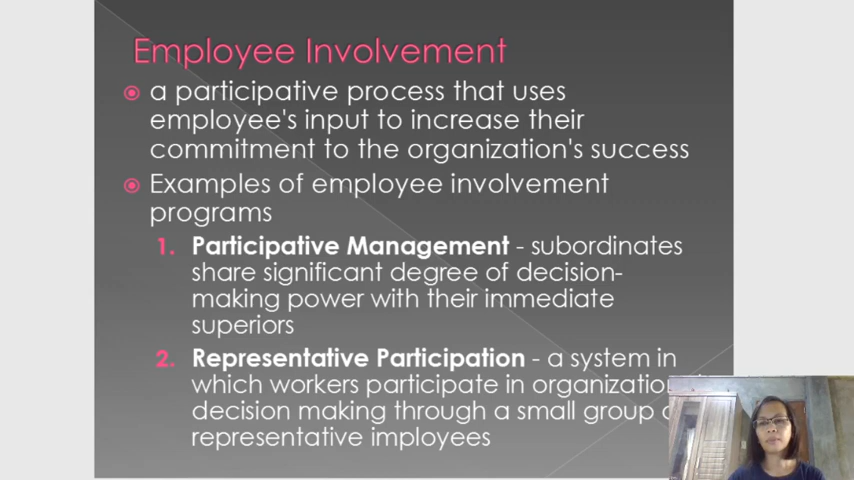 Employee Involvement
a participative process that uses
employee's input to increase their
commitment to the organization's success
Examples of employee involvement
programs
1. Participative Management - subordinates
share significant degree of decision-
making power with their immediate
superiors
2. Representative Participation - a system in
which workers participate in
decision making through a small group
representative imployees